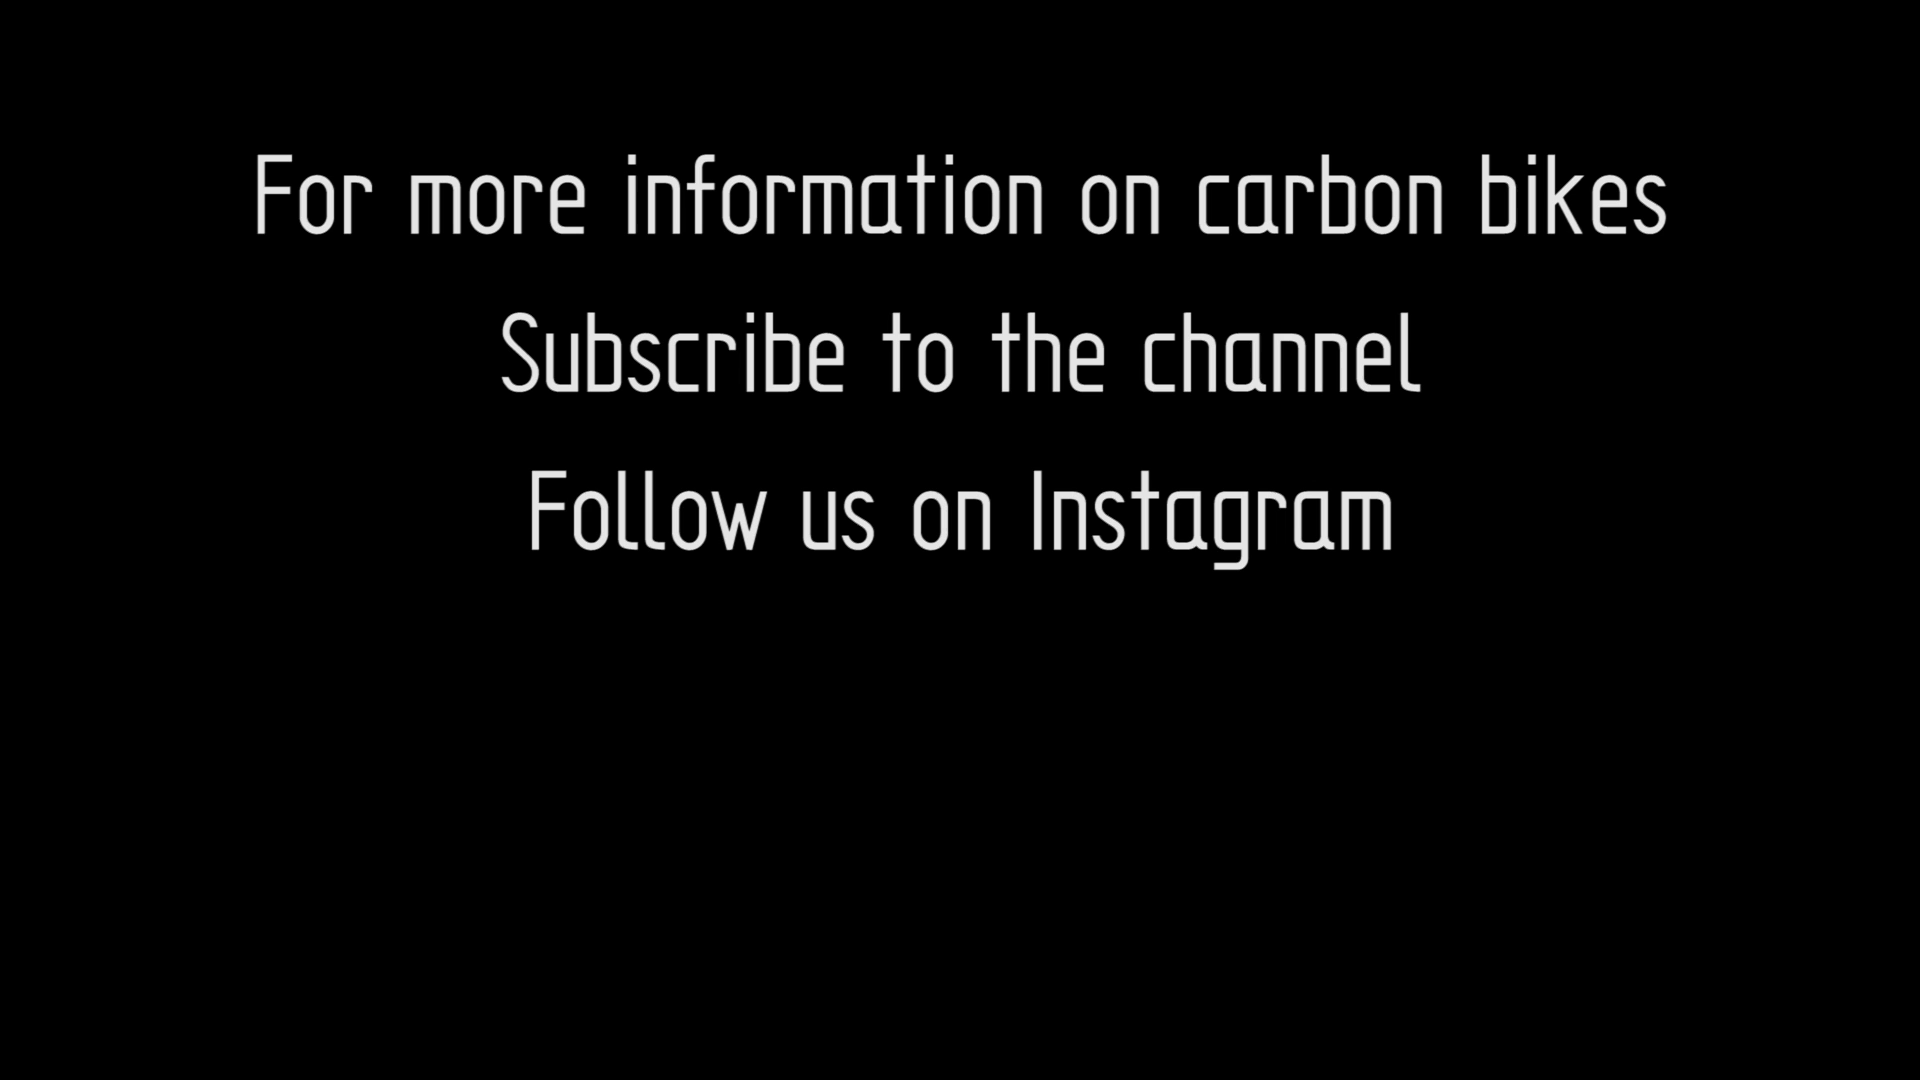 For more information on carbon bikes
Subscribe to the channel
Follow us on Instagram